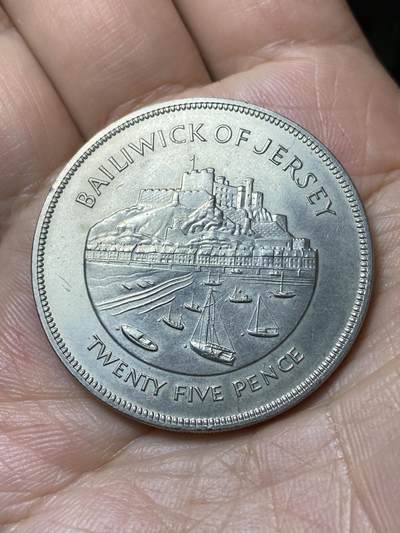 BAILIWICK OF JERSEY
TWENTY FIVE PENCE